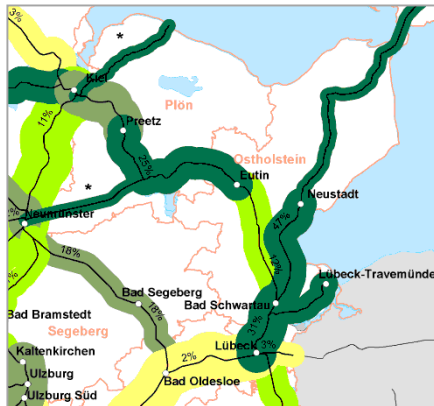 3%
*
Kiel
Plön
11%
Preetz
25%
Ostholstein
Eutin
*
Neustadt
Neumünster
47%
18%
12%
Lübeck-Travemünde
Bad Segeberg
Bad Schwartau
18%
Bad Bramstedt
31%
Segeberg
Lübeck
3%
Kaltenkirchen
2%
Ulzburg
Bad Oldesloe
Ulzburg Süd